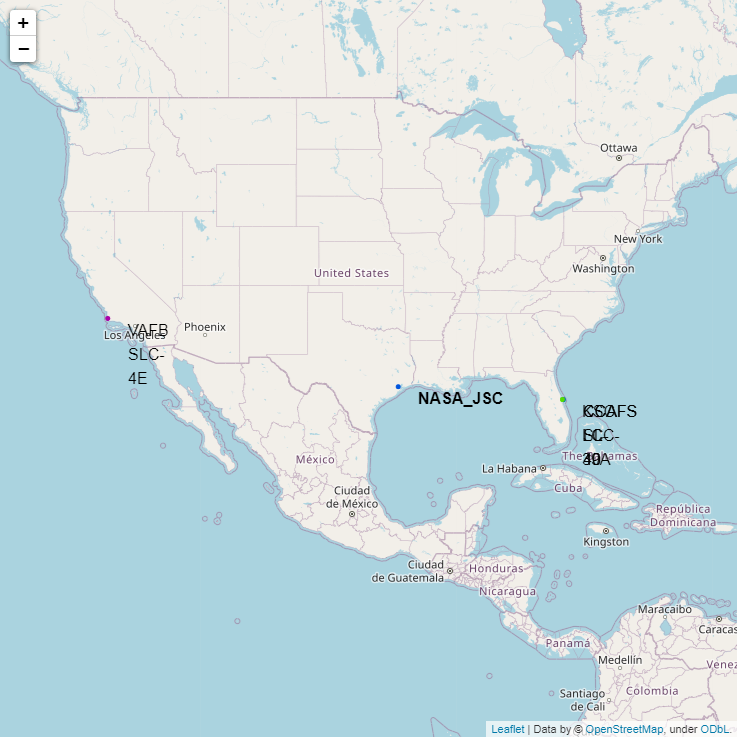 +
−
Ottawa
New York
Washington
United States
Phoenix
Los Angeles
VAFB
SLC-
4E
NASA_JSC
The Bahamas
La Habana
Cuba
México
Ciudad
de México
República
Dominicana
Kingston
Ciudad
de Guatemala
Honduras
Nicaragua
Maracaibo
Caracas
Panamá
Medellín
Venez
Colombia
Santiago
de Cali
Leaflet | Data by © OpenStreetMap, under ODbL.